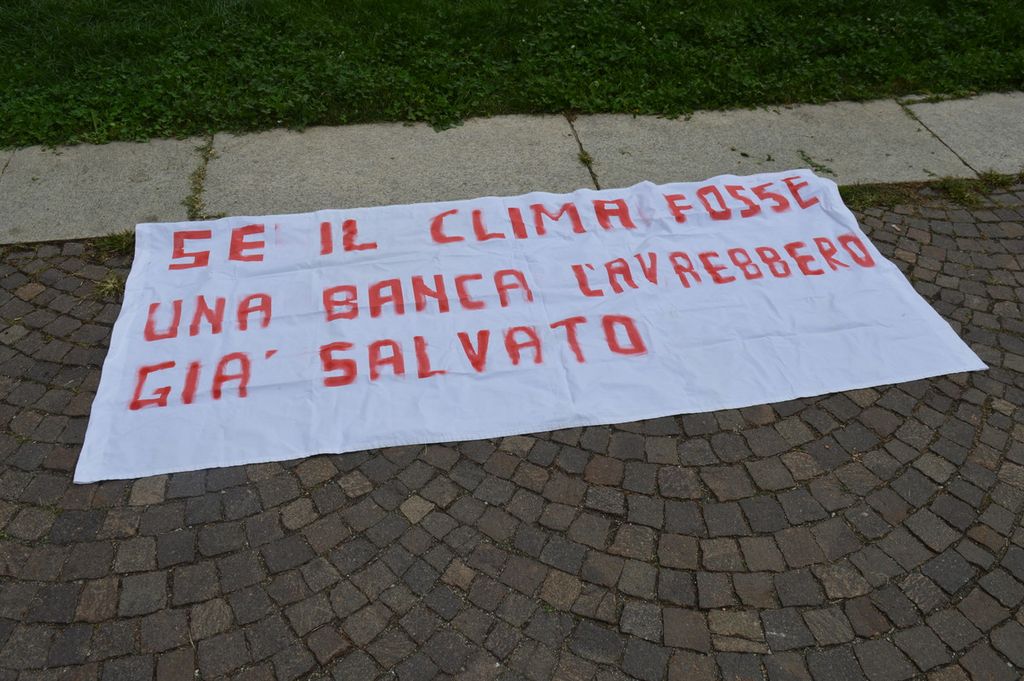 SE IL CLIMA FOSSE
UNA BANCA L'AVREBBERO
GIA' SALVATO